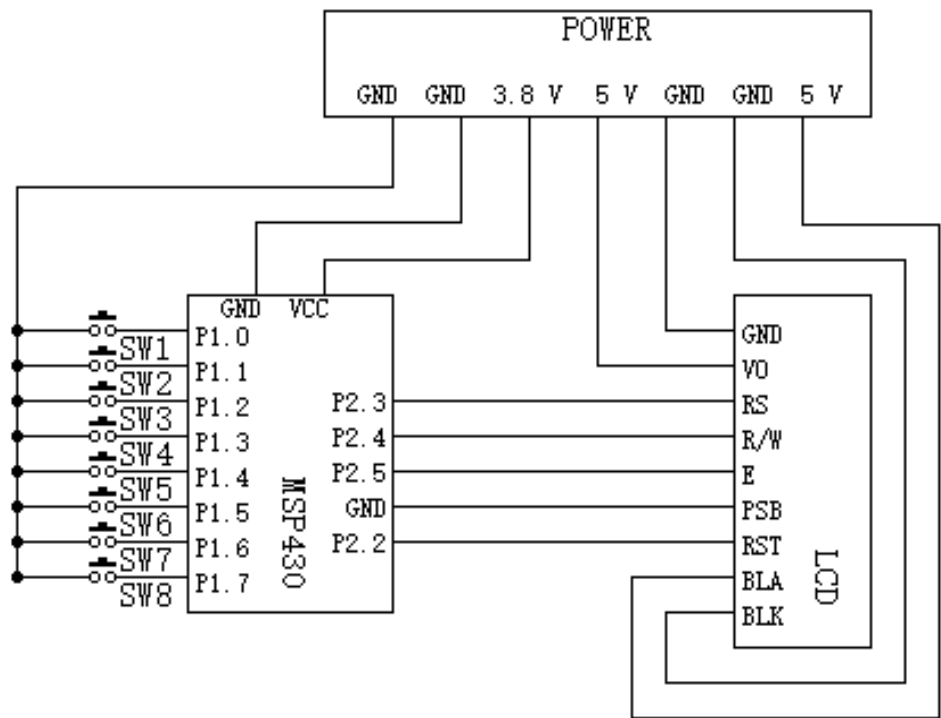 POWER
GND GND 3.8 V 5 V GND GND 5 V
GND VCC
P1.0
SW1
P1.1
SW2
P1.2
SW3
P1.3
SW4
P1.4
SW5
P1.5
SW6
P1.6
SW7
P1.7
SW8
MSP430
P2.3
P2.4
P2.5
GND
P2.2
GND
VO
RS
R/W
E
PSB
RST
BLA
BLK
LCD